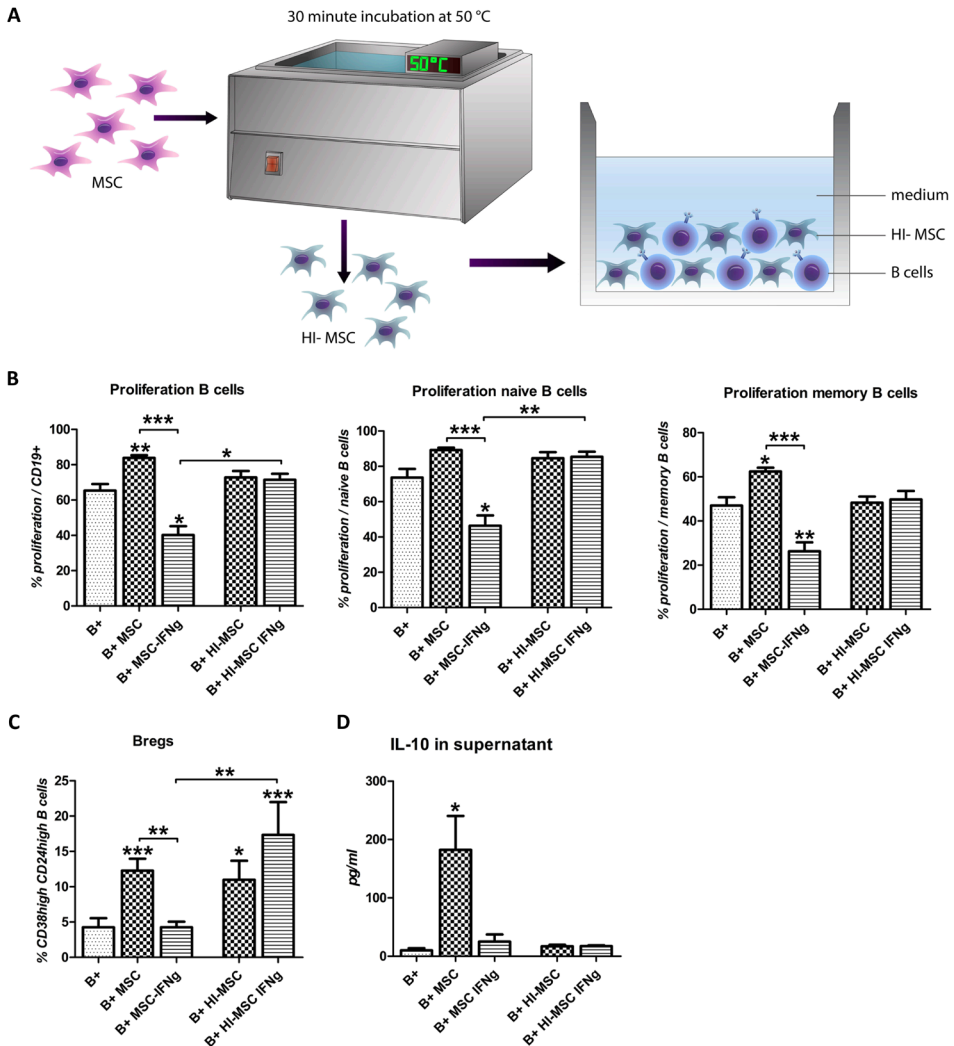 A
30 minute incubation at 50 °C
50°C
MSC
HI- MSC
medium
HI- MSC
B cells
B
Proliferation B cells
% proliferation / CD19+
100
80
60
40
20
0
***
**
*
*
B+
B+ MSC
B+ MSC-IFNg
B+ HI-MSC
B+ HI-MSC IFNg
Proliferation naive B cells
% proliferation / naive B cells
100
80
60
40
20
0
***
**
*
B+
B+ MSC
B+ MSC-IFNg
B+ HI-MSC
B+ HI-MSC IFNg
Proliferation memory B cells
% proliferation / memory B cells
80
60
40
20
0
***
*
**
B+
B+ MSC
B+ MSC-IFNg
B+ HI-MSC
B+ HI-MSC IFNg
C
Bregs
% CD38high CD24high B cells
25
20
15
10
5
0
**
***
**
***
*
B+
B+ MSC
B+ MSC-IFNg
B+ HI-MSC
B+ HI-MSC IFNg
D
IL-10 in supernatant
pg/ml
300
200
100
0
*
B+
B+ MSC
B+ MSC IFNg
B+ HI-MSC
B+ HI-MSC IFNg